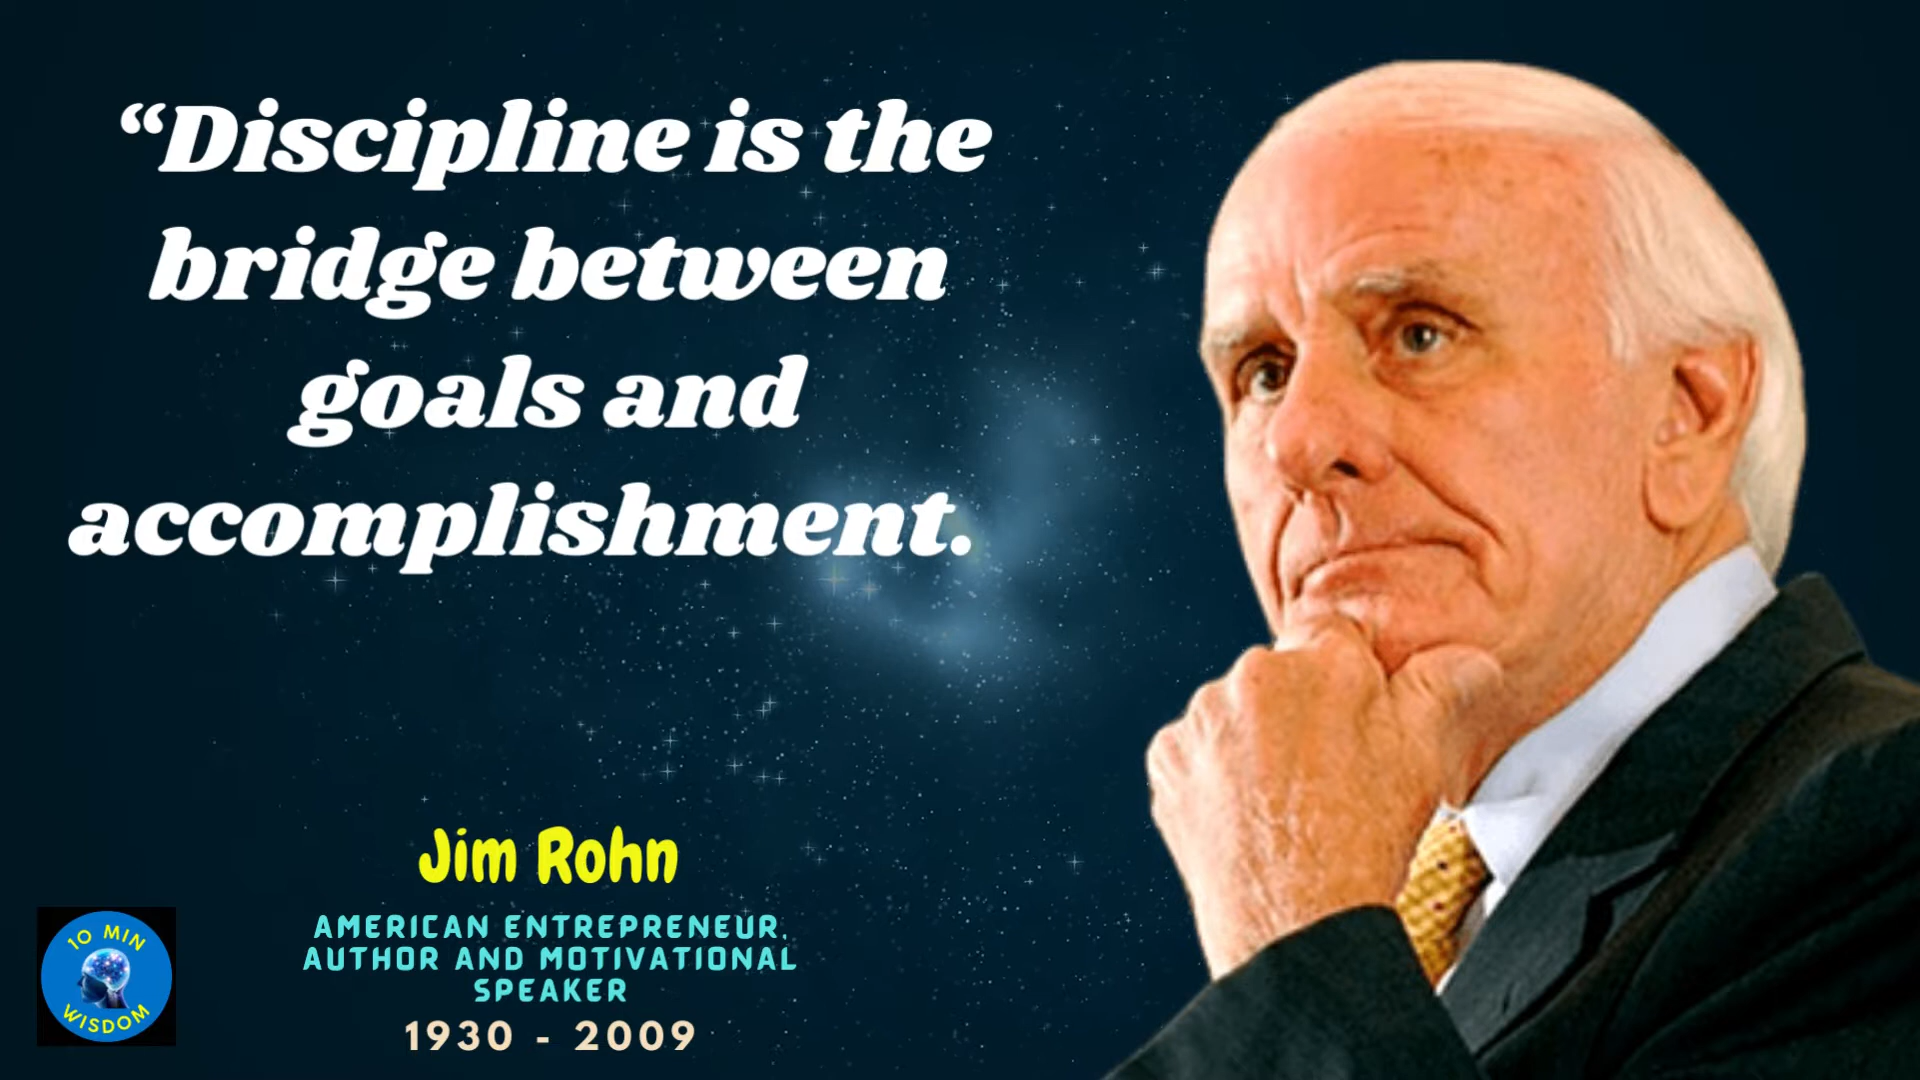 “Discipline is the
bridge between
goals and
accomplishment.
Jim Rohn
AMERICAN ENTREPRENEUR,
AUTHOR AND MOTIVATIONAL
SPEAKER
1930 - 2009
10 MIN
WISDOM